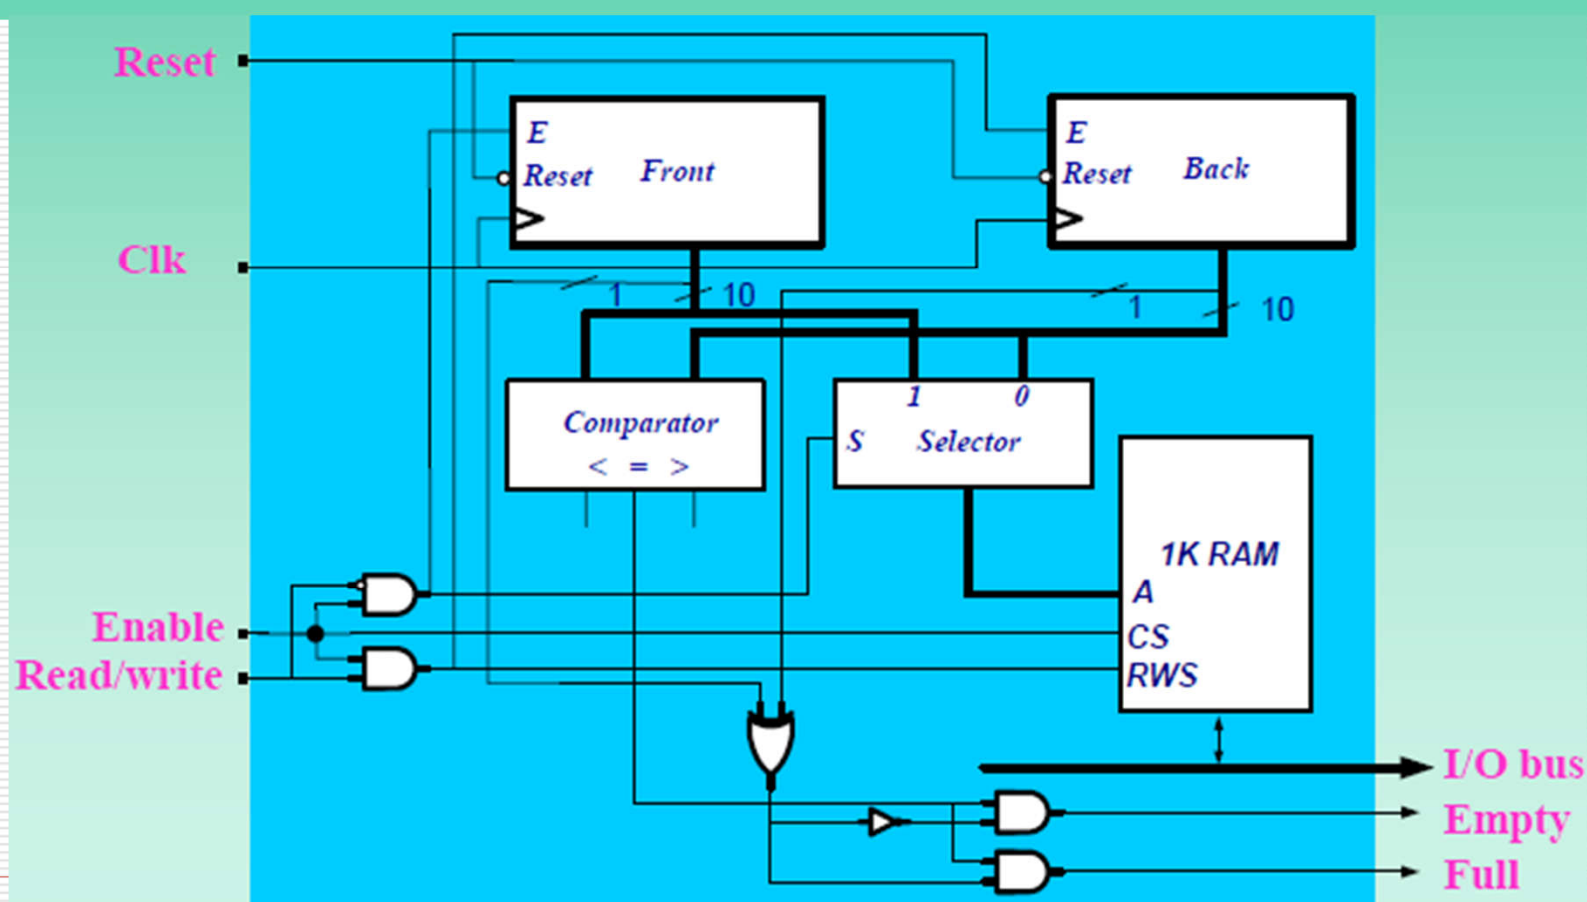 Reset
E
Reset Front
E
Reset Back
Clk
1
10
1
10
Comparator
< = >
1 0
S Selector
1K RAM
A
CS
RWS
Enable
Read/write
I/O bus
Empty
Full